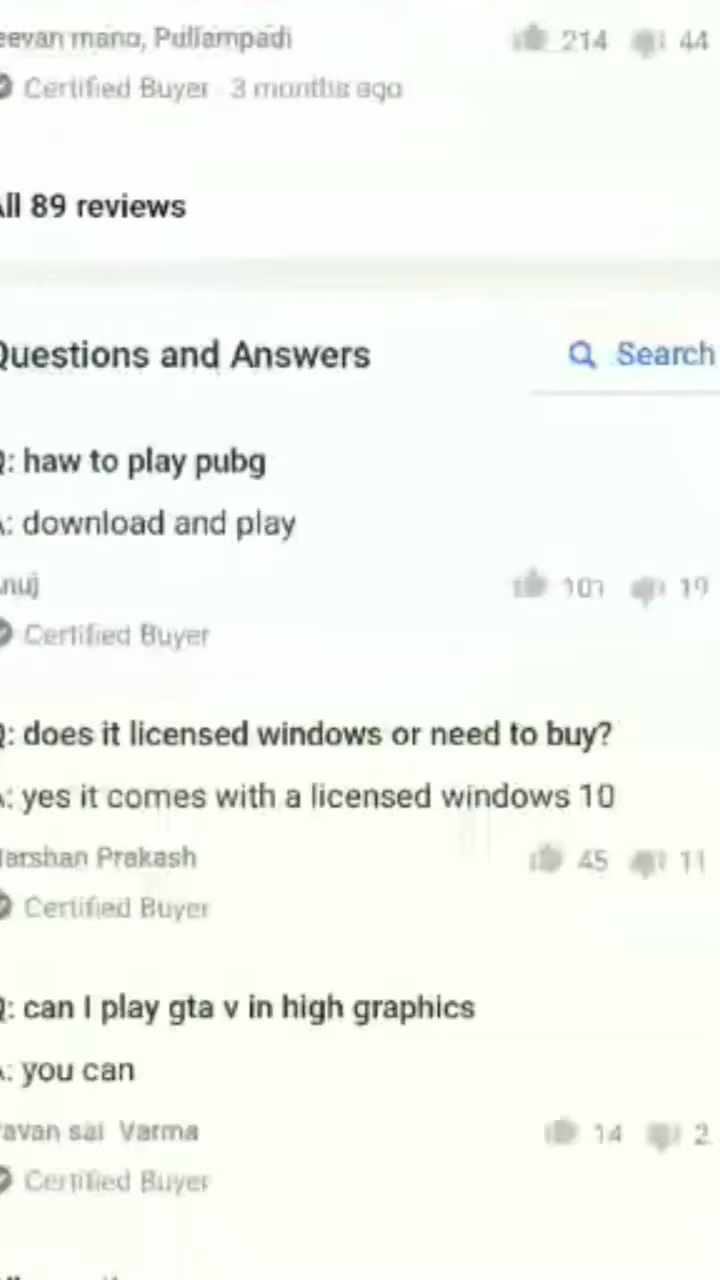 eevan mano, Pullampadi 214 44
Certified Buyer 3 months ago
All 89 reviews
Questions and Answers Search
Q: haw to play pubg
A: download and play
nuj 101 19
Certified Buyer
Q: does it licensed windows or need to buy?
A: yes it comes with a licensed windows 10
Harshan Prakash 45 11
Certified Buyer
Q: can I play gta v in high graphics
A: you can
avan sai Varma 14 2
Certified Buyer